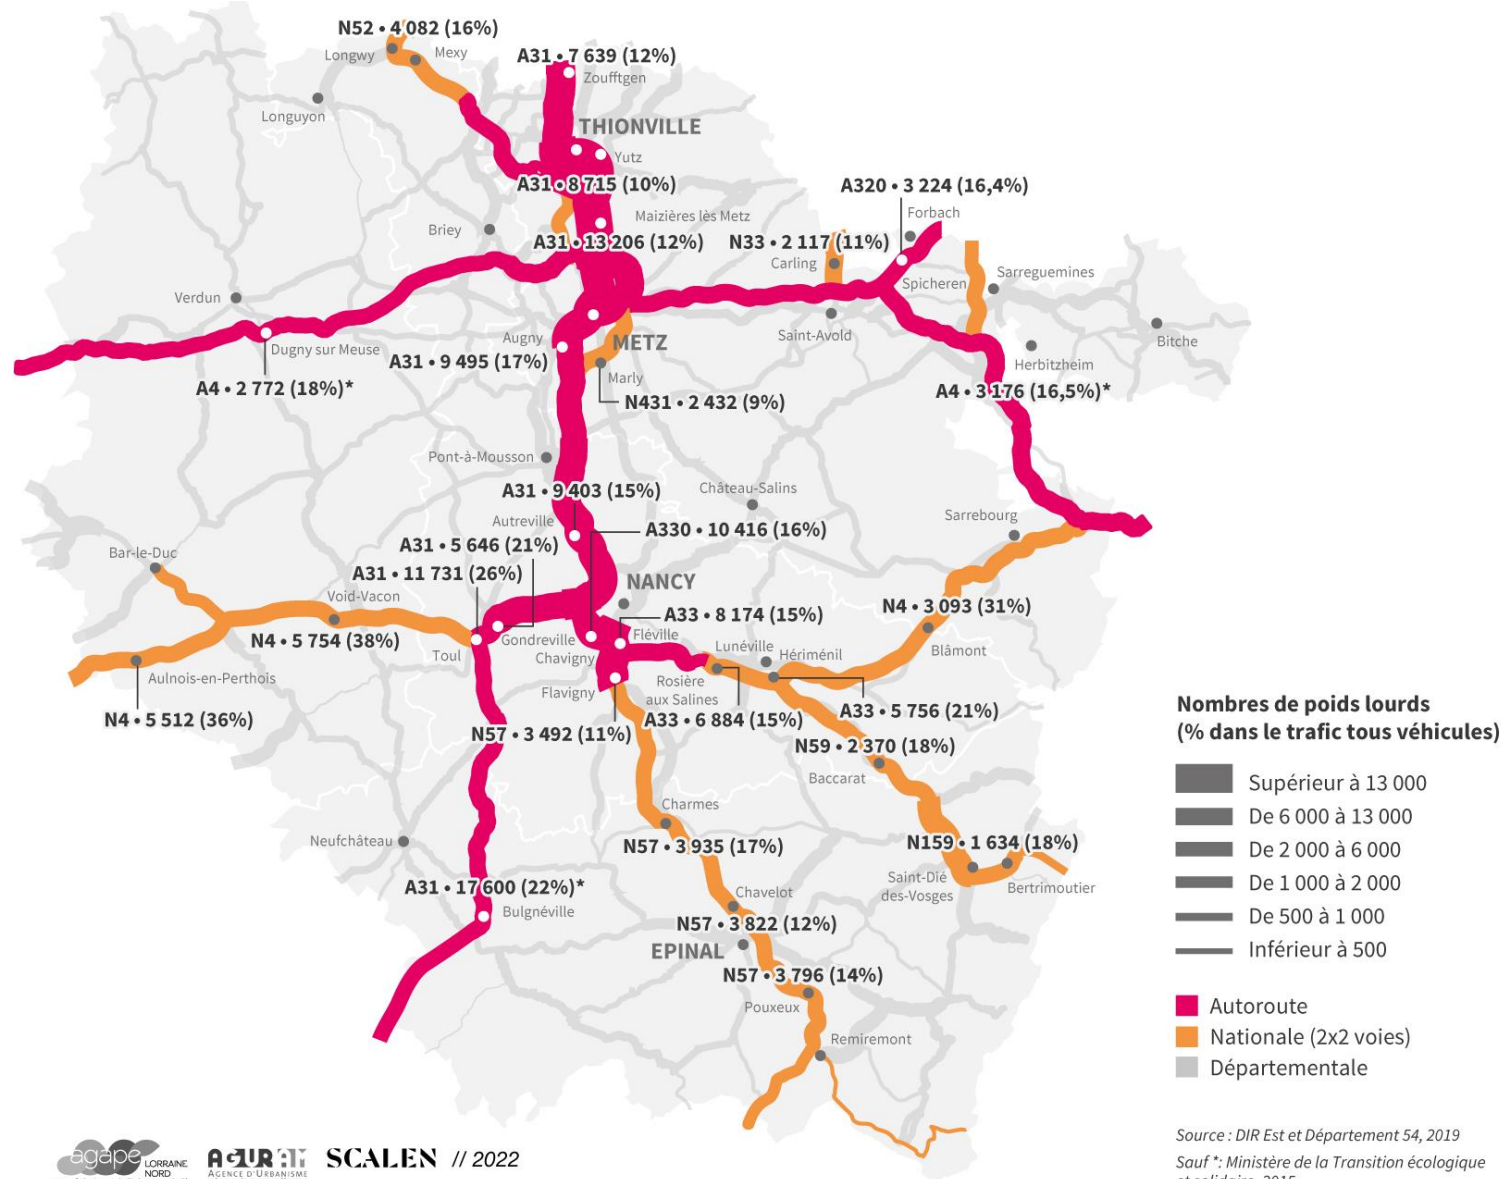 N52 • 4 082 (16%)
Longwy
Mexy
A31 • 7 639 (12%)
Zoufftgen
Longuyon
THIONVILLE
Yutz
A31 • 8 715 (10%)
A320 • 3 224 (16,4%)
Forbach
Maizières lès Metz
Briey
A31 • 13 206 (12%)
N33 • 2 117 (11%)
Carling
Sarreguemines
Spicheren
Verdun
Dugny sur Meuse
Augny
METZ
Saint-Avold
Bitche
A31 • 9 495 (17%)
Herbitzheim
Marly
A4 • 2 772 (18%)*
A4 • 3 176 (16,5%)*
N431 • 2 432 (9%)
Pont-à-Mousson
A31 • 9 403 (15%)
Château-Salins
Autreville
A330 • 10 416 (16%)
Sarrebourg
A31 • 5 646 (21%)
Bar-le-Duc
A31 • 11 731 (26%)
NANCY
Void-Vacon
A33 • 8 174 (15%)
N4 • 3 093 (31%)
N4 • 5 754 (38%)
Gondreville
Fléville
Toul
Chavigny
Lunéville
Hériménil
Blâmont
Aulnois-en-Perthois
Flavigny
Rosière
aux Salines
N4 • 5 512 (36%)
A33 • 6 884 (15%)
A33 • 5 756 (21%)
N57 • 3 492 (11%)
N59 • 2 370 (18%)
Baccarat
Charmes
Neufchâteau
N57 • 3 935 (17%)
N159 • 1 634 (18%)
Saint-Dié
des-Vosges
Bertrimoutier
A31 • 17 600 (22%)*
Bulgnéville
Chavelot
N57 • 3 822 (12%)
EPINAL
N57 • 3 796 (14%)
Pouxeux
Remiremont
Nombres de poids lourds
(% dans le trafic tous véhicules)
Supérieur à 13 000
De 6 000 à 13 000
De 2 000 à 6 000
De 1 000 à 2 000
De 500 à 1 000
Inférieur à 500
Autoroute
Nationale (2x2 voies)
Départementale
Source : DIR Est et Département 54, 2019
Sauf *: Ministère de la Transition écologique
et solidaire, 2015
agape
LORRAINE
NORD
AGURAM
AGENCE D'URBANISME
SCALEN // 2022